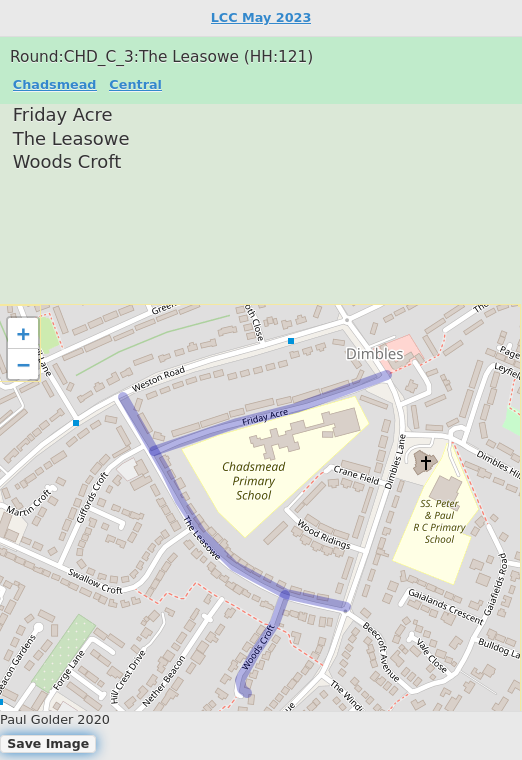 LCC May 2023
Round:CHD_C_3:The Leasowe (HH:121)
Chadsmead Central
Friday Acre
The Leasowe
Woods Croft
+
−
Dimbles
Weston Road
Friday Acre
Chadsmead
Primary
School
Crane Field
Dimbles Lane
Page
Leyfield
Dimbles Hi
SS. Peter
& Paul
R C Primary
School
Martin Croft
Giffords Croft
The Leasowe
Wood Ridings
Swallow Croft
Gaiafields Road
Gaialands Crescent
Woods Croft
Beecroft Avenue
Vale Close
Bulldog La
Beacon Gardens
Forge Lane
Hill Crest Drive
Nether Beacon
The Wind
Paul Golder 2020
Save Image